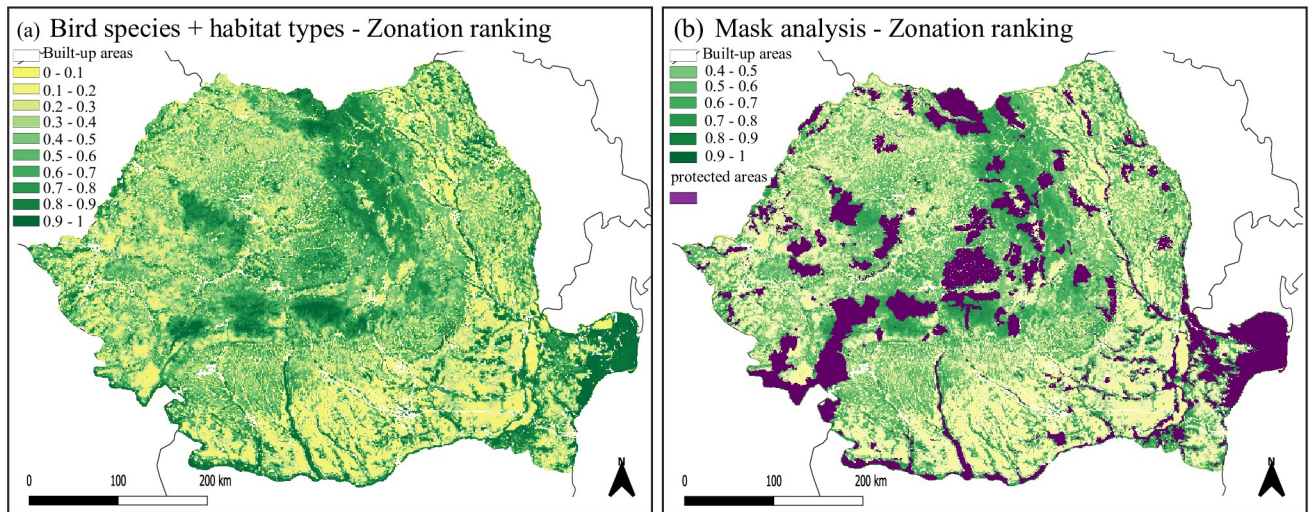 (a) Bird species + habitat types - Zonation ranking
Built-up areas
0 - 0.1
0.1 - 0.2
0.2 - 0.3
0.3 - 0.4
0.4 - 0.5
0.5 - 0.6
0.6 - 0.7
0.7 - 0.8
0.8 - 0.9
0.9 - 1
0 100 200 km
N
(b) Mask analysis - Zonation ranking
Built-up areas
0.4 - 0.5
0.5 - 0.6
0.6 - 0.7
0.7 - 0.8
0.8 - 0.9
0.9 - 1
protected areas
0 100 200 km
N